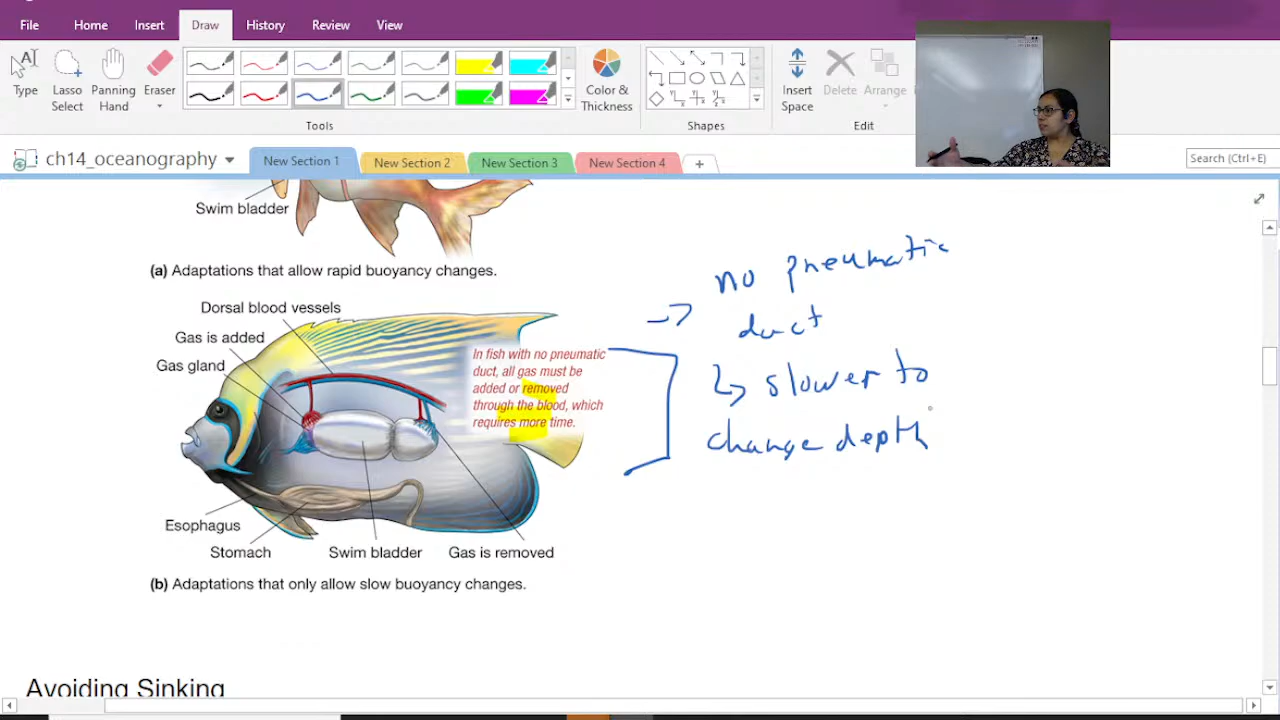 File Home Insert Draw History Review View
Type
Lasso Select
Panning Hand
Eraser
Color & Thickness
Insert Space
Delete
Arrange
Tools
Shapes
Edit
ch14_oceanography
New Section 1
New Section 2
New Section 3
New Section 4
Search (Ctrl+E)
Swim bladder
(a) Adaptations that allow rapid buoyancy changes.
Dorsal blood vessels
Gas is added
Gas gland
In fish with no pneumatic
duct, all gas must be
added or removed
through the blood, which
requires more time.
Esophagus
Stomach
Swim bladder
Gas is removed
(b) Adaptations that only allow slow buoyancy changes.
no pneumatic
duct
slower to
change depth
Avoiding Sinking